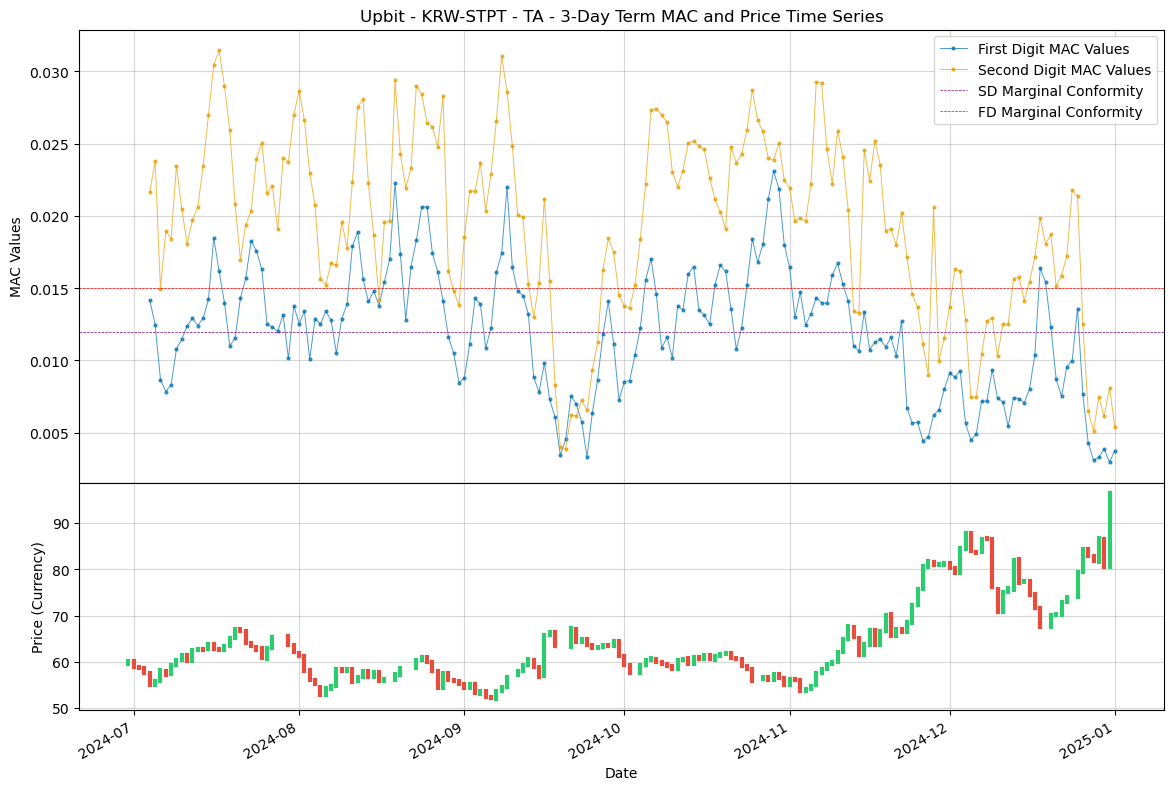 Upbit - KRW-STPT - TA - 3-Day Term MAC and Price Time Series
First Digit MAC Values
Second Digit MAC Values
SD Marginal Conformity
FD Marginal Conformity
MAC Values
0.030
0.025
0.020
0.015
0.010
0.005
Price (Currency)
90
80
70
60
50
2024-07
2024-08
2024-09
2024-10
2024-11
2024-12
2025-01
Date